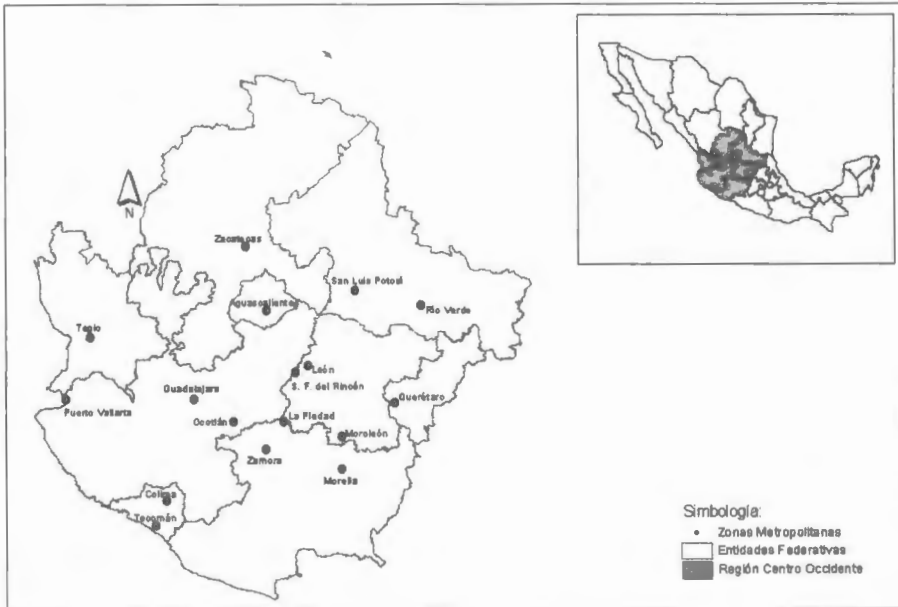 N
Zacatecas
San Luis Potosí
Aguascalientes
Río Verde
Tepic
León
S. F. del Rincón
Guadalajara
Querétaro
Puerto Vallarta
Ocotlán
La Piedad
Moroleón
Zamora
Morelia
Colima
Tecomán
Simbología:
Zonas Metropolitanas
Entidades Federativas
Región Centro Occidente